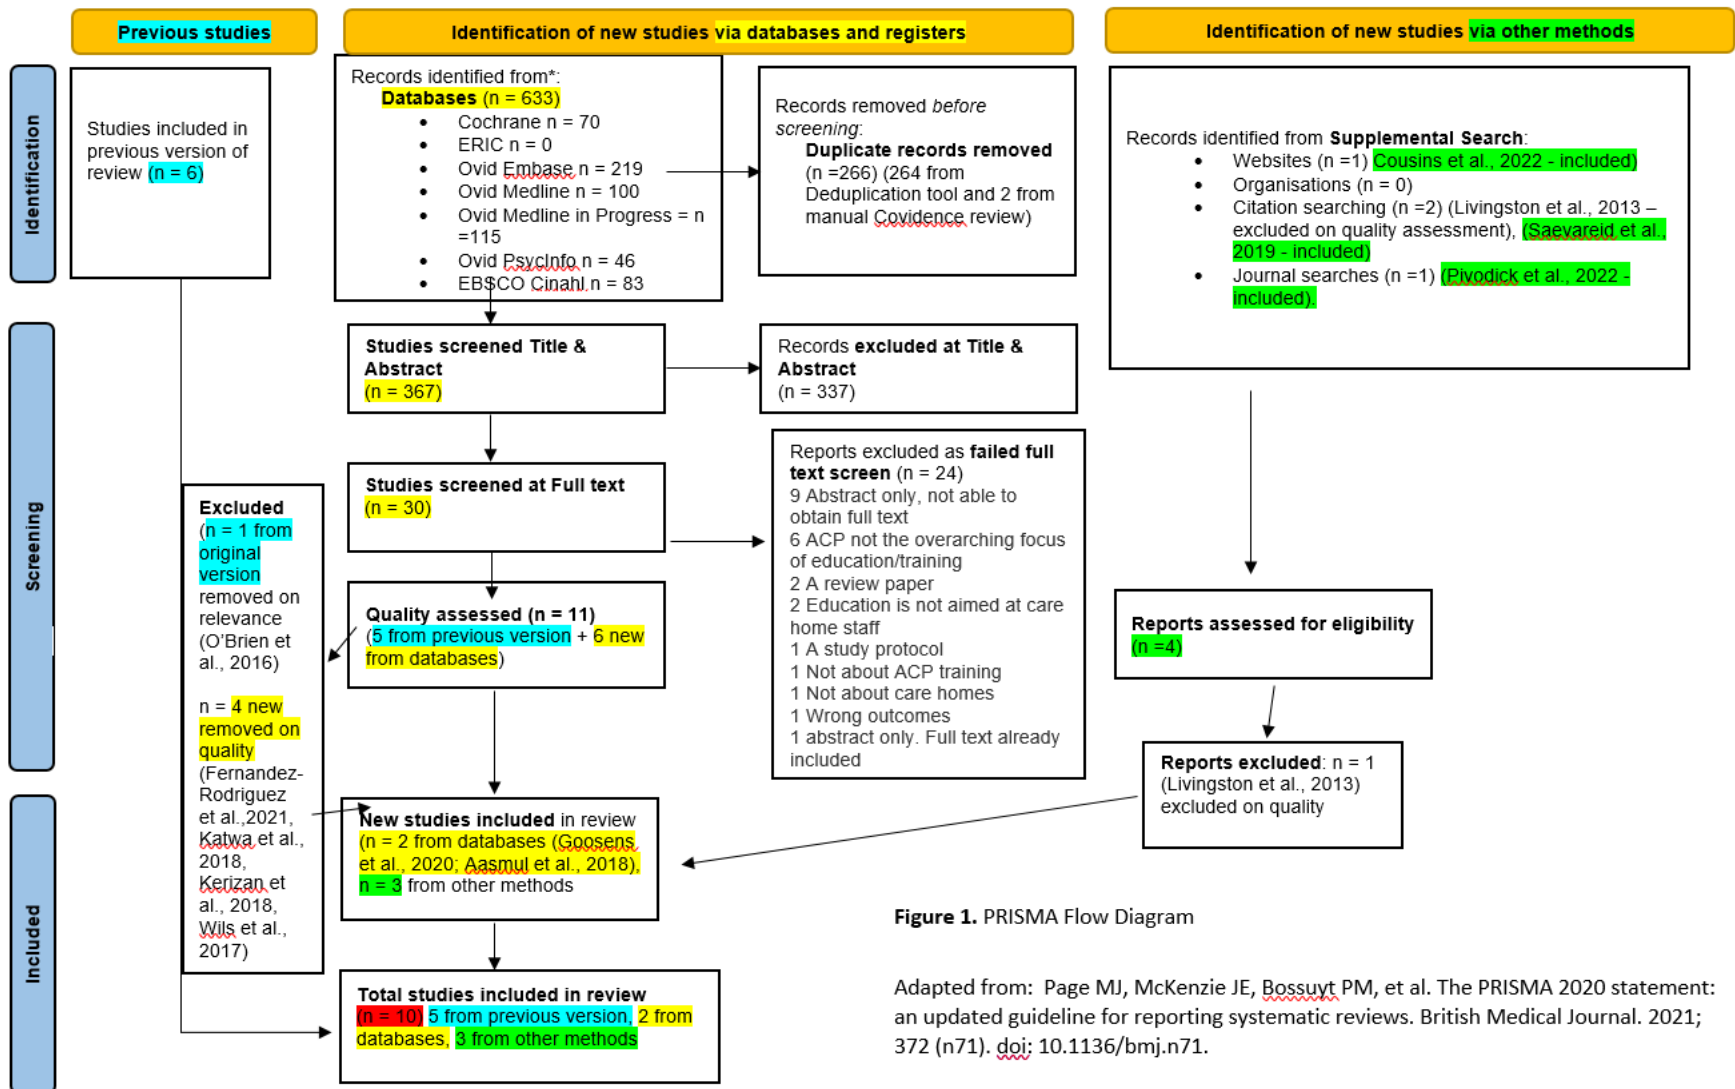 Previous studies
Identification of new studies via databases and registers
Identification of new studies via other methods
Identification
Studies included in
previous version of
review (n = 6)
Records identified from*:
Databases (n = 633)
• Cochrane n = 70
• ERIC n = 0
• Ovid Embase n = 219
• Ovid Medline n = 100
• Ovid Medline in Progress = n
=115
• Ovid PsycInfo n = 46
• EBSCO Cinahl n = 83
Records removed before
screening:
Duplicate records removed
(n =266) (264 from
Deduplication tool and 2 from
manual Covidence review)
Records identified from Supplemental Search:
• Websites (n =1) Cousins et al., 2022 - included)
• Organisations (n = 0)
• Citation searching (n =2) (Livingston et al., 2013 –
excluded on quality assessment), (Saevareid et al.,
2019 - included)
• Journal searches (n =1) (Pivodick et al., 2022 -
included).
Screening
Studies screened Title &
Abstract
(n = 367)
Records excluded at Title &
Abstract
(n = 337)
Studies screened at Full text
(n = 30)
Reports excluded as failed full
text screen (n = 24)
9 Abstract only, not able to
obtain full text
6 ACP not the overarching focus
of education/training
2 A review paper
2 Education is not aimed at care
home staff
1 A study protocol
1 Not about ACP training
1 Not about care homes
1 Wrong outcomes
1 abstract only. Full text already
included
Excluded
(n = 1 from
original
version
removed on
relevance
(O'Brien et
al., 2016)
n = 4 new
removed on
quality
(Fernandez-
Rodriguez
et al.,2021,
Katwa et al.,
2018,
Kerizan et
al., 2018,
Wils et al.,
2017)
Quality assessed (n = 11)
(5 from previous version + 6 new
from databases)
Reports assessed for eligibility
(n =4)
Reports excluded: n = 1
(Livingston et al., 2013)
excluded on quality
Included
New studies included in review
(n = 2 from databases (Goosens
et al., 2020; Aasmul et al., 2018),
n = 3 from other methods
Total studies included in review
(n = 10) 5 from previous version, 2 from
databases, 3 from other methods
Figure 1. PRISMA Flow Diagram
Adapted from: Page MJ, McKenzie JE, Bossuyt PM, et al. The PRISMA 2020 statement:
an updated guideline for reporting systematic reviews. British Medical Journal. 2021;
372 (n71). doi: 10.1136/bmj.n71.